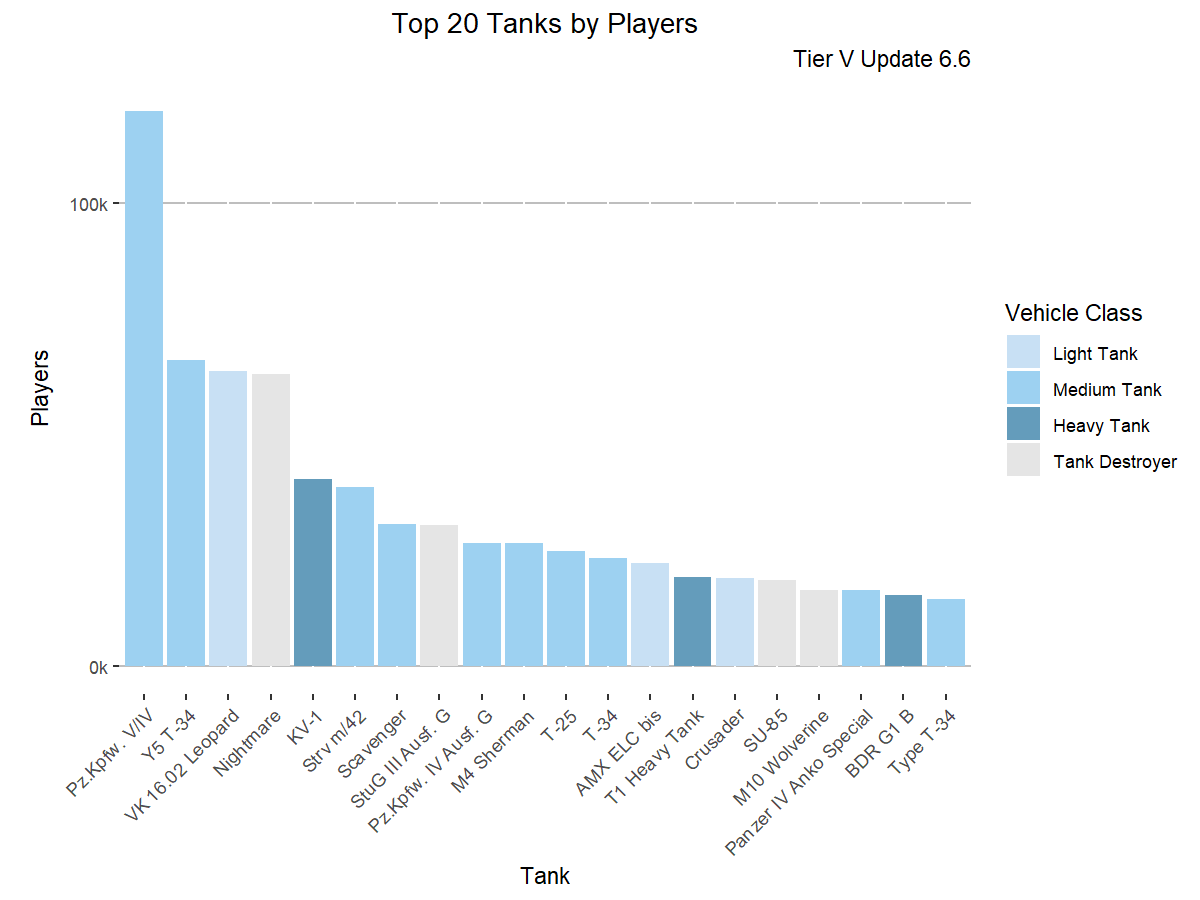 Top 20 Tanks by Players
Tier V Update 6.6
Players
100k
0k
Pz.Kpfw. V/IV
Y5 T-34
VK 16.02 Leopard
Nightmare
KV-1
Strv m/42
Scavenger
StuG III Ausf. G
Pz.Kpfw. IV Ausf. G
M4 Sherman
T-25
T-34
AMX ELC bis
T1 Heavy Tank
Crusader
SU-85
M10 Wolverine
Panzer IV Anko Special
BDR G1 B
Type T-34
Tank
Vehicle Class
Light Tank
Medium Tank
Heavy Tank
Tank Destroyer